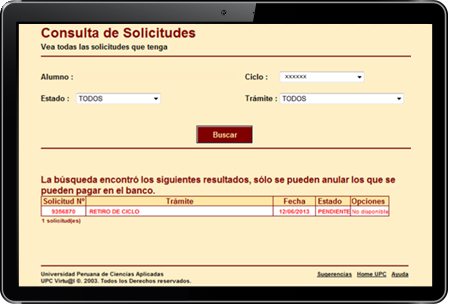 Consulta de Solicitudes
Vea todas las solicitudes que tenga
Alumno :
Ciclo : xxxxxx
Estado : TODOS
Trámite : TODOS
Buscar
La búsqueda encontró los siguientes resultados, sólo se pueden anular los que se
pueden pagar en el banco.
Solicitud Nº Trámite Fecha Estado Opciones
9356870 RETIRO DE CICLO 12/06/2013 PENDIENTE No disponible
1 solicitud(es)
Universidad Peruana de Ciencias Aplicadas
UPC Virtu@l ©. 2003. Todos los Derechos reservados.
Sugerencias Home UPC Ayuda